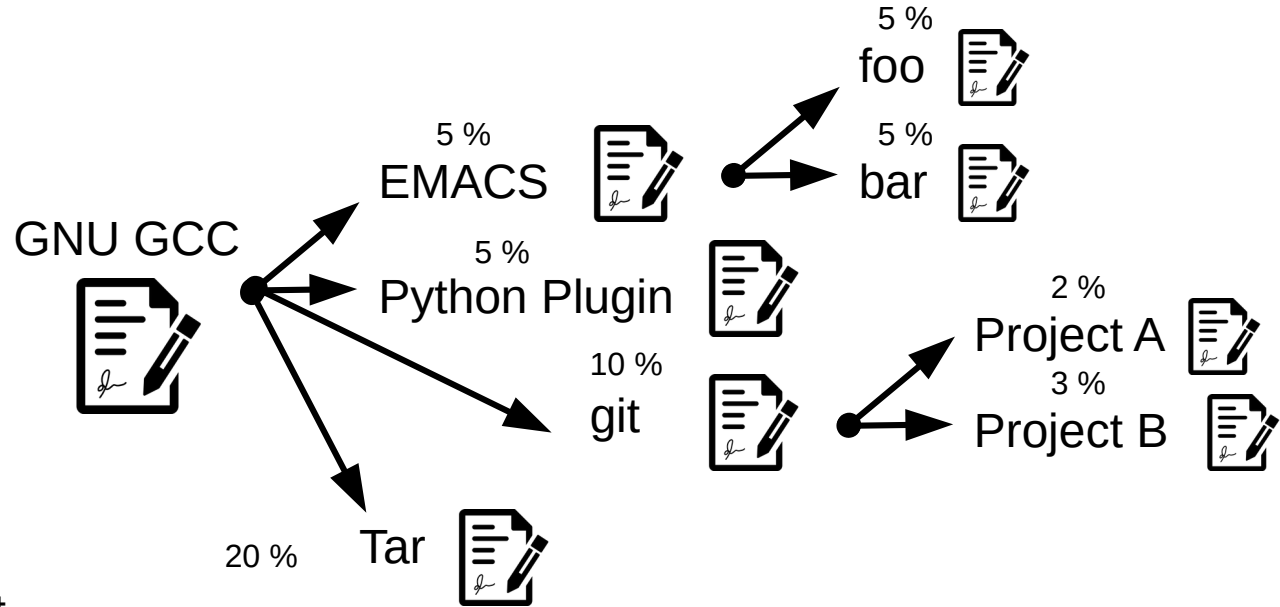 5 %
foo
5 %
bar
5 %
EMACS
GNU GCC
5 %
Python Plugin
2 %
Project A
10 %
git
3 %
Project B
20 %
Tar